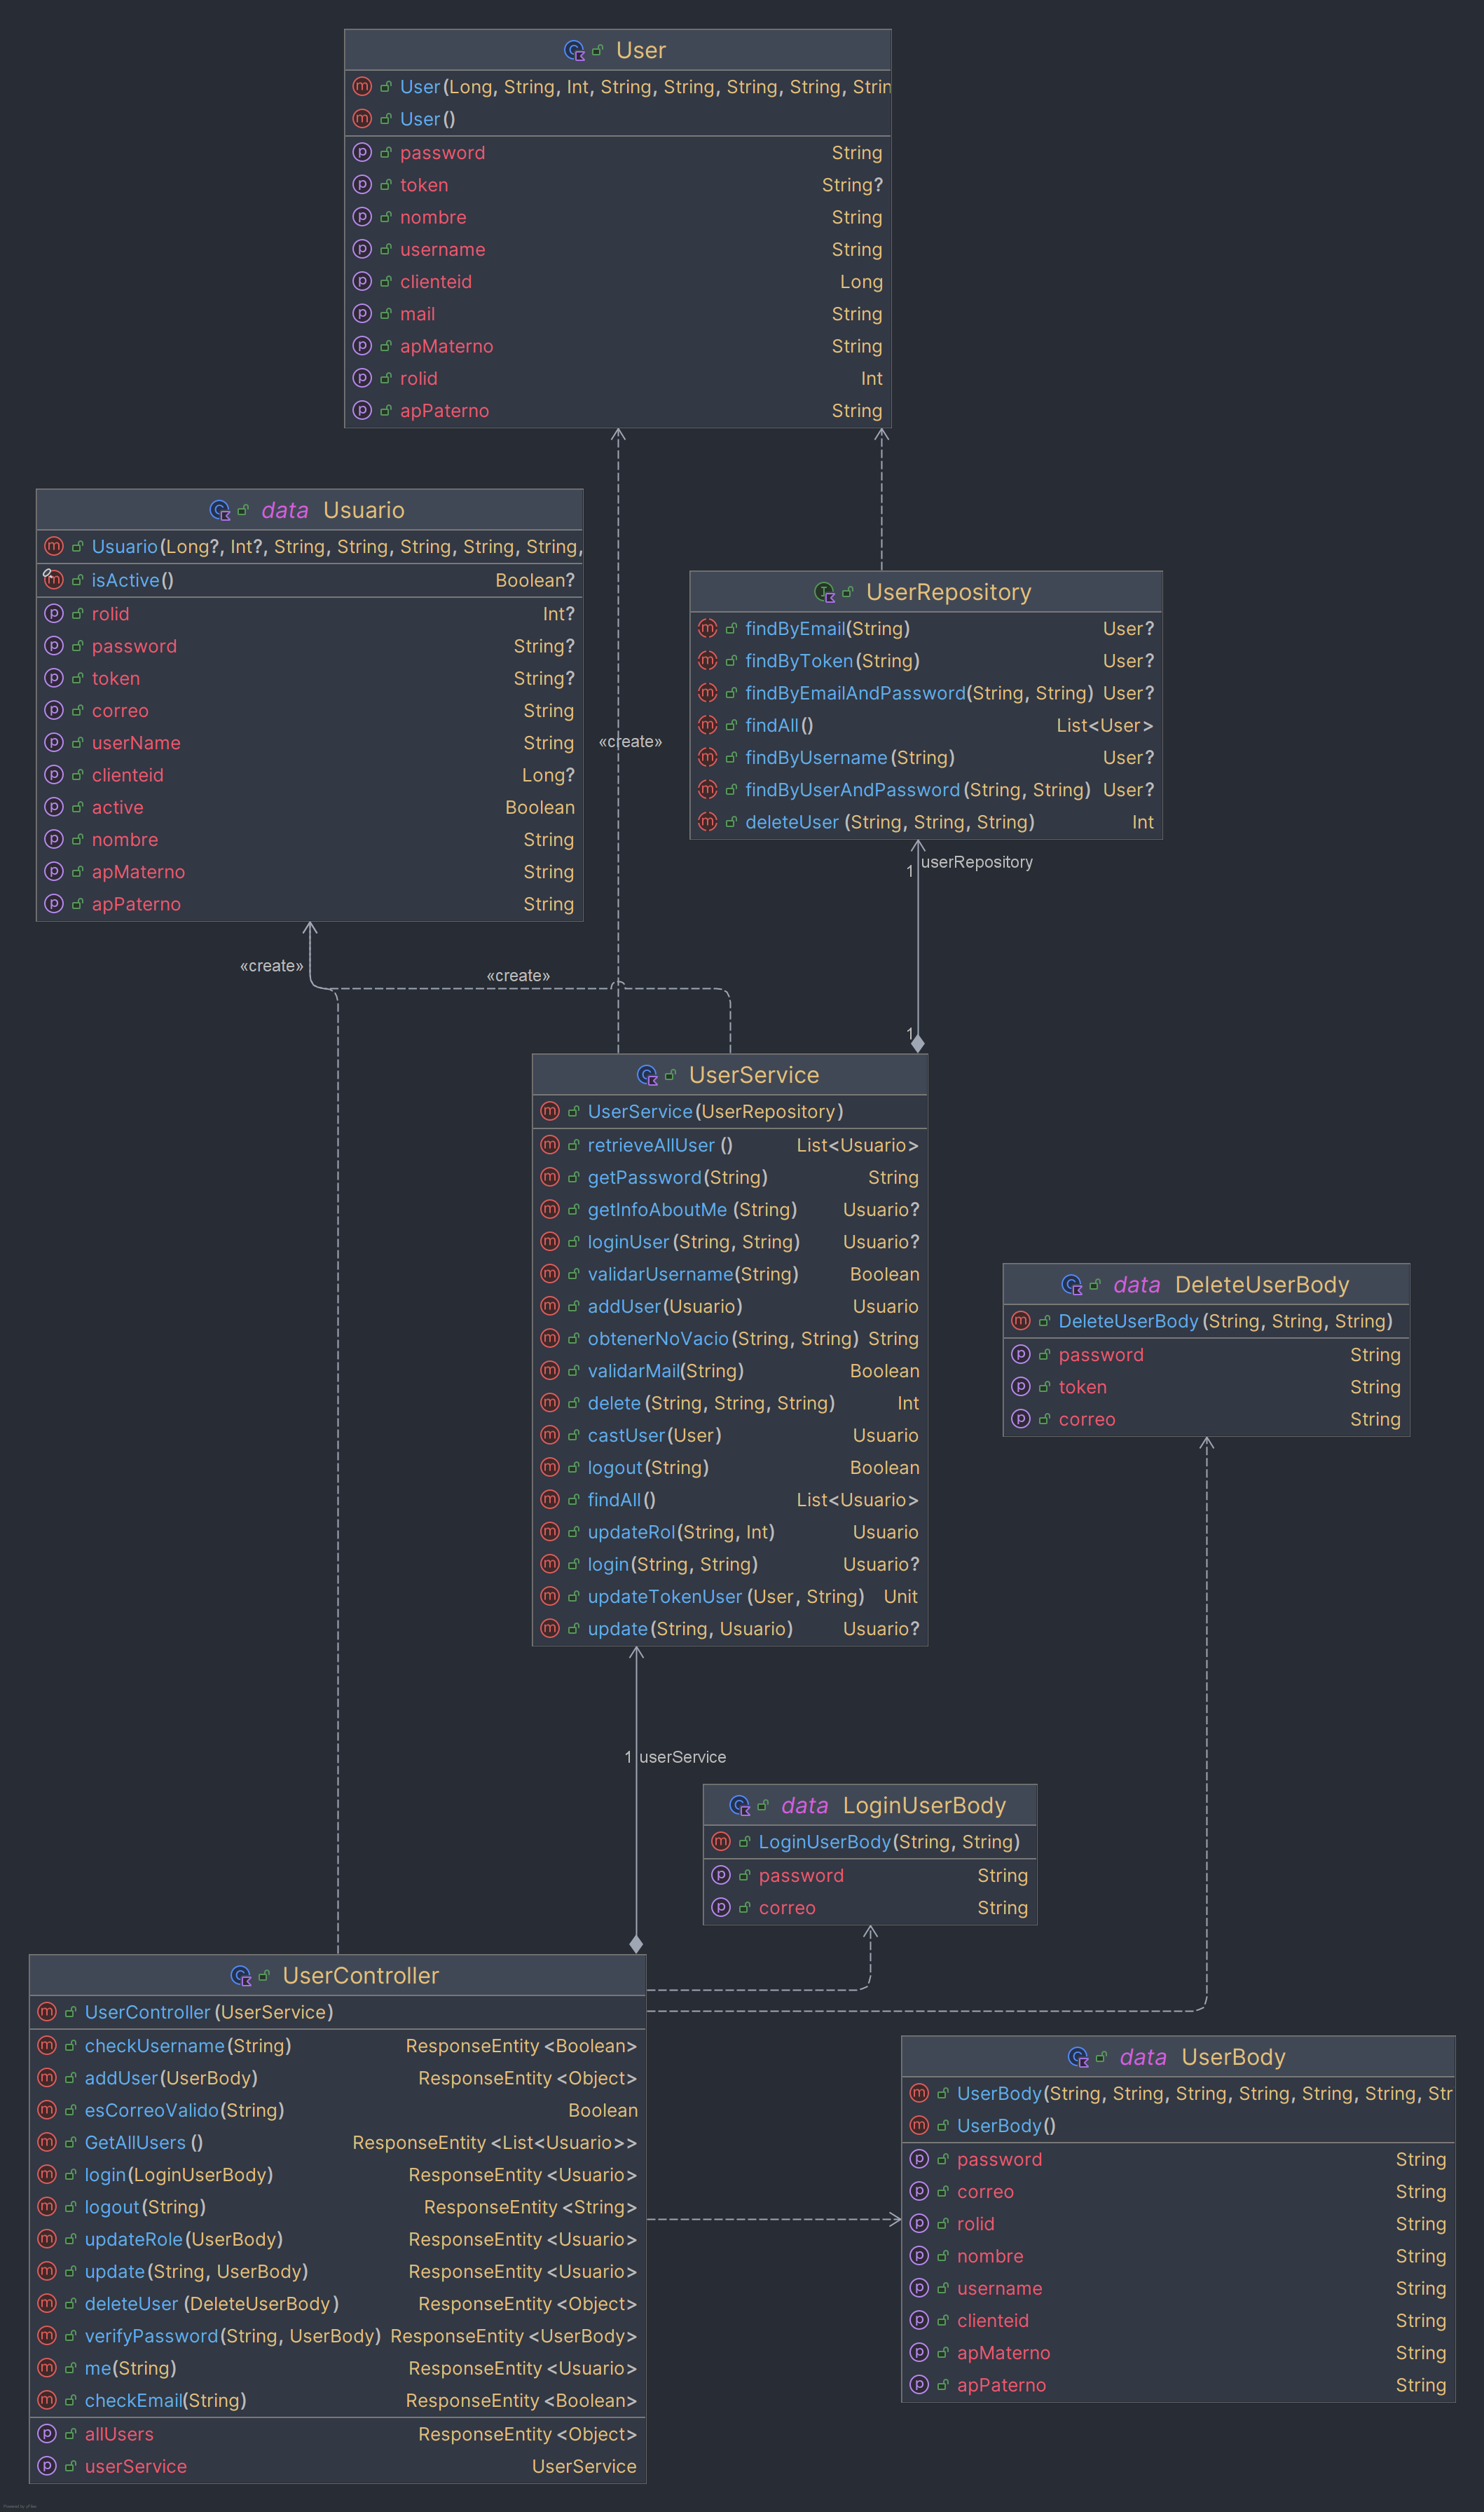 User
User(Long, String, Int, String, String, String, String, Strin
User()
password String
token String?
nombre String
username String
clienteid Long
mail String
apMaterno String
rolid Int
apPaterno String
data Usuario
Usuario(Long?, Int?, String, String, String, String, String,
isActive() Boolean?
rolid Int?
password String?
token String?
correo String
userName String
clienteid Long?
active Boolean
nombre String
apMaterno String
apPaterno String
UserRepository
findByEmail(String) User?
findByToken(String) User?
findByEmailAndPassword(String, String) User?
findAll() List<User>
findByUsername(String) User?
findByUserAndPassword(String, String) User?
deleteUser(String, String, String) Int
«create»
1 userRepository
«create»
«create»
1
UserService
UserService(UserRepository)
retrieveAllUser() List<Usuario>
getPassword(String) String
getInfoAboutMe(String) Usuario?
loginUser(String, String) Usuario?
validarUsername(String) Boolean
addUser(Usuario) Usuario
obtenerNoVacio(String, String) String
validarMail(String) Boolean
delete(String, String, String) Int
castUser(User) Usuario
logout(String) Boolean
findAll() List<Usuario>
updateRol(String, Int) Usuario
login(String, String) Usuario?
updateTokenUser(User, String) Unit
update(String, Usuario) Usuario?
data DeleteUserBody
DeleteUserBody(String, String, String)
password String
token String
correo String
1 userService
data LoginUserBody
LoginUserBody(String, String)
password String
correo String
UserController
UserController(UserService)
checkUsername(String) ResponseEntity<Boolean>
addUser(UserBody) ResponseEntity<Object>
esCorreoValido(String) Boolean
GetAllUsers() ResponseEntity<List<Usuario>>
login(LoginUserBody) ResponseEntity<Usuario>
logout(String) ResponseEntity<String>
updateRole(UserBody) ResponseEntity<Usuario>
update(String, UserBody) ResponseEntity<Usuario>
deleteUser(DeleteUserBody) ResponseEntity<Object>
verifyPassword(String, UserBody) ResponseEntity<UserBody>
me(String) ResponseEntity<Usuario>
checkEmail(String) ResponseEntity<Boolean>
allUsers ResponseEntity<Object>
userService UserService
data UserBody
UserBody(String, String, String, String, String, String, Str
UserBody()
password String
correo String
rolid String
nombre String
username String
clienteid String
apMaterno String
apPaterno String
Powered by yFiles